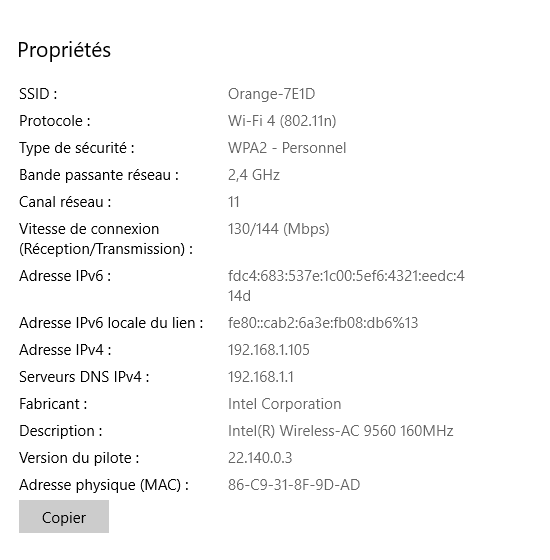 Propriétés
SSID : Orange-7E1D
Protocole : Wi-Fi 4 (802.11n)
Type de sécurité : WPA2 - Personnel
Bande passante réseau : 2,4 GHz
Canal réseau : 11
Vitesse de connexion 130/144 (Mbps)
(Réception/Transmission) :
Adresse IPv6 : fdc4:683:537e:1c00:5ef6:4321:eedc:4
14d
Adresse IPv6 locale du lien : fe80::cab2:6a3e:fb08:db6%13
Adresse IPv4 : 192.168.1.105
Serveurs DNS IPv4 : 192.168.1.1
Fabricant : Intel Corporation
Description : Intel(R) Wireless-AC 9560 160MHz
Version du pilote : 22.140.0.3
Adresse physique (MAC) : 86-C9-31-8F-9D-AD
Copier